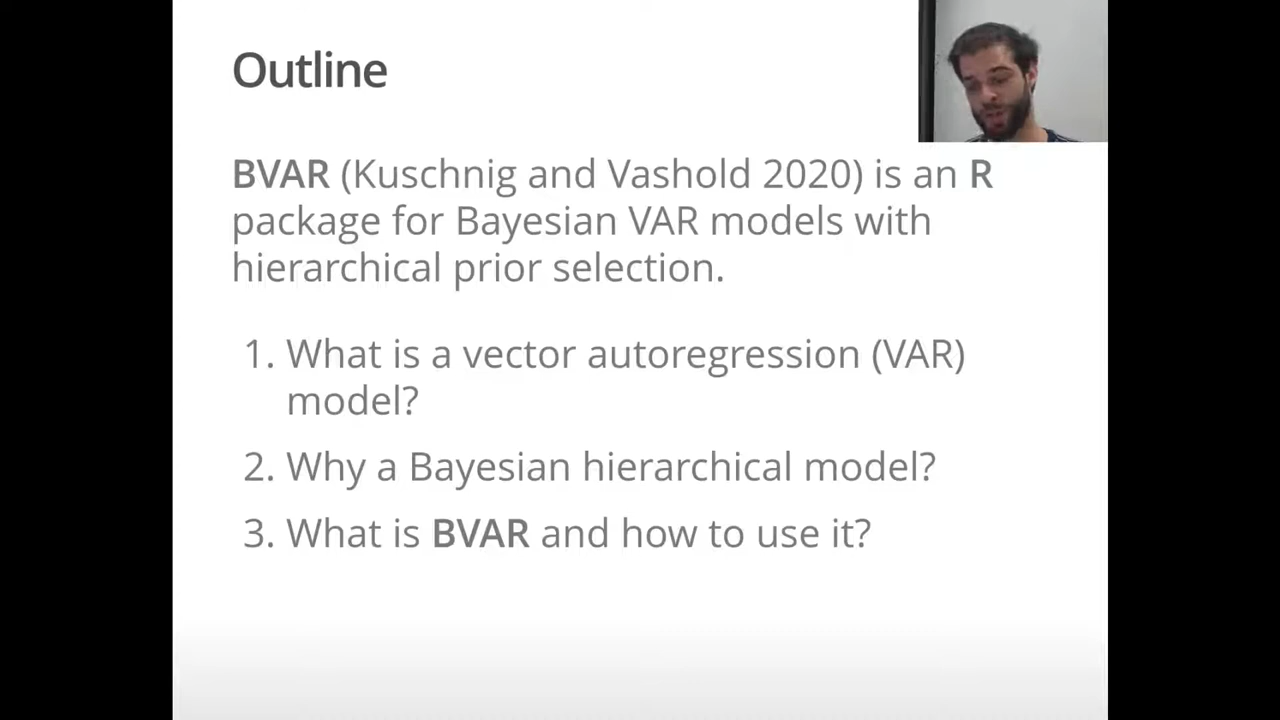 Outline
BVAR (Kuschnig and Vashold 2020) is an R
package for Bayesian VAR models with
hierarchical prior selection.
1. What is a vector autoregression (VAR)
model?
2. Why a Bayesian hierarchical model?
3. What is BVAR and how to use it?